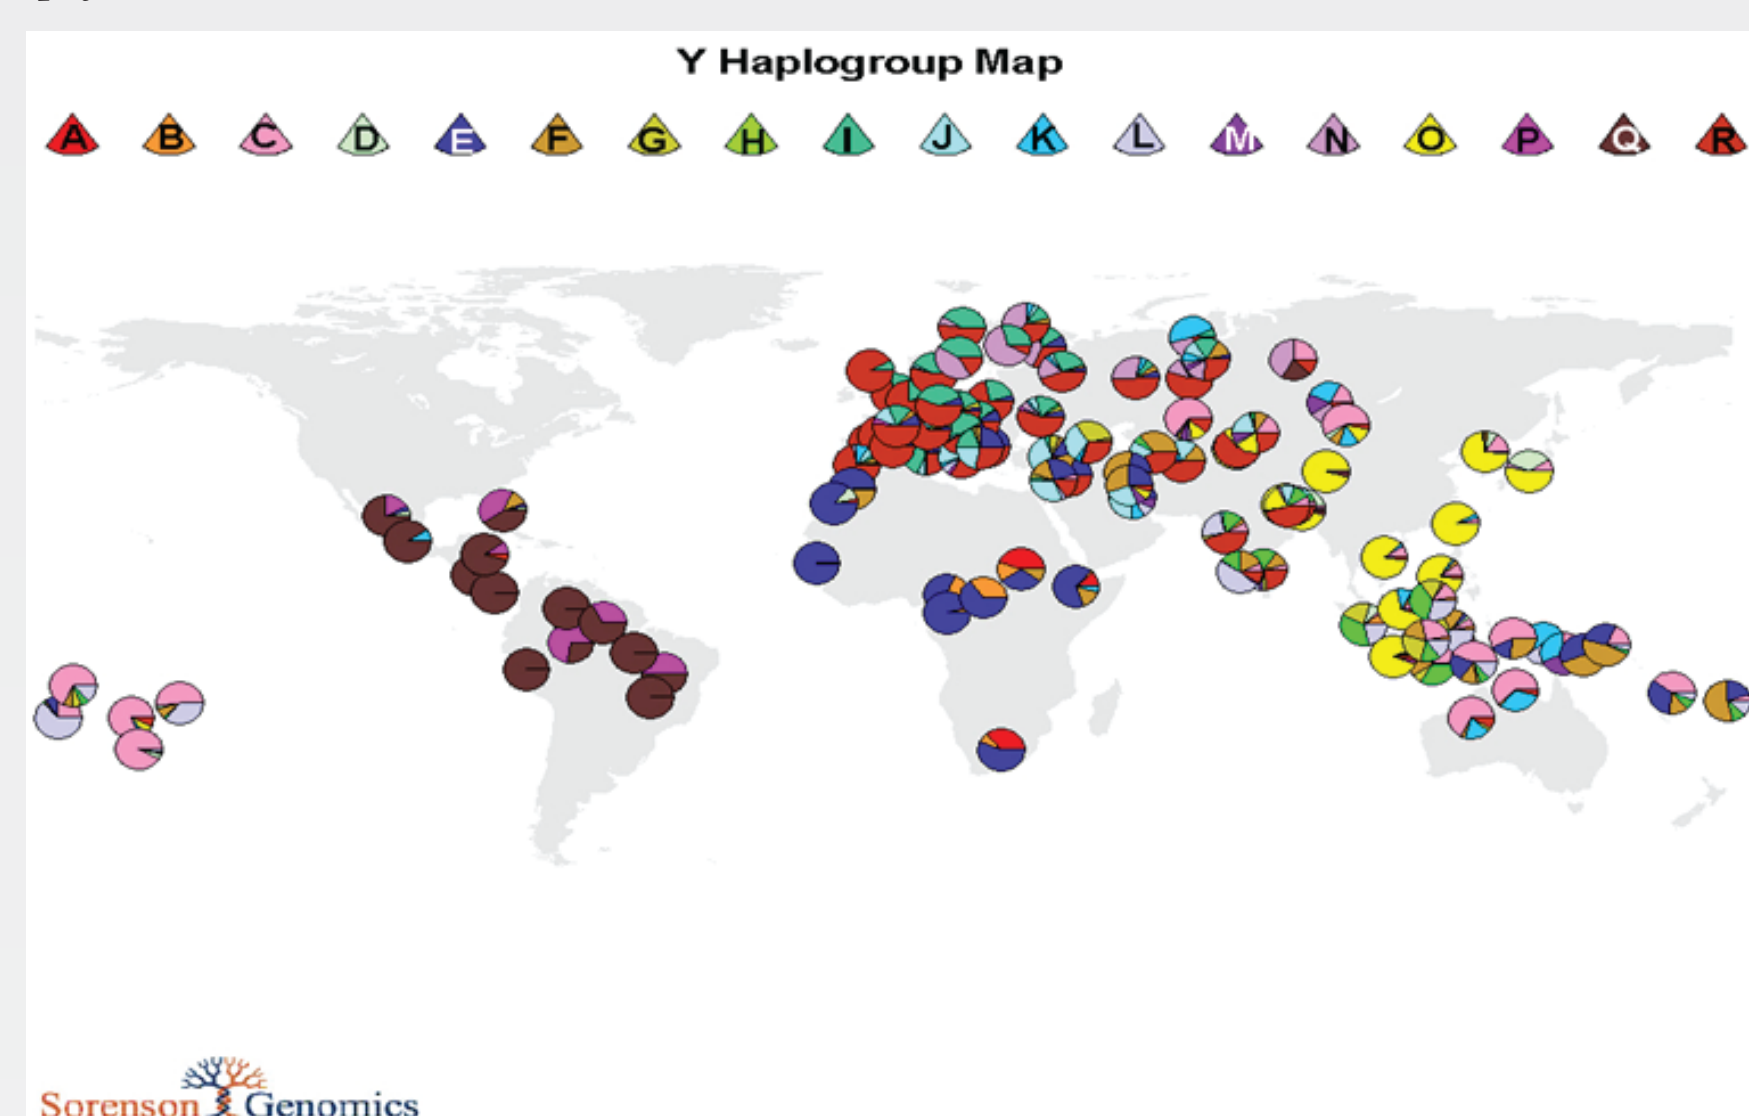 Y Haplogroup Map
A B C D E F G H I J K L M N O P Q R
Sorenson Genomics